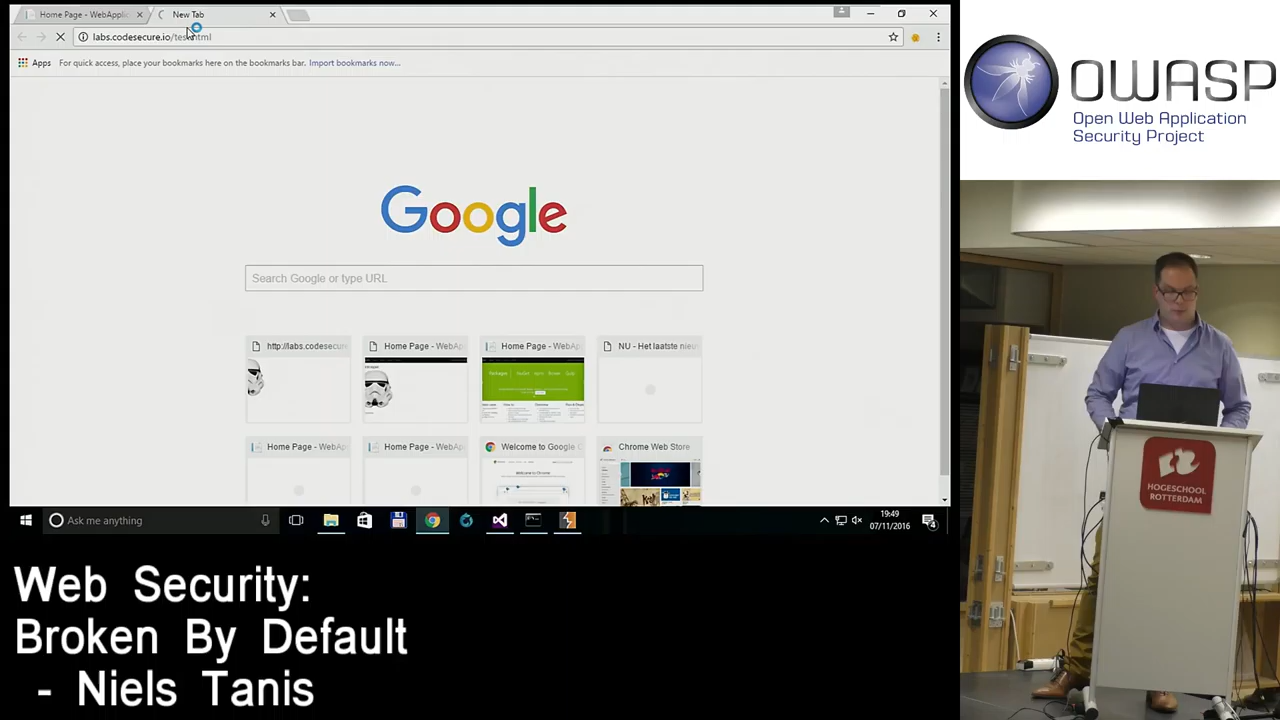 Home Page - WebApplic
New Tab
labs.codesecure.io/test.html
Apps
For quick access, place your bookmarks here on the bookmarks bar. Import bookmarks now...
Google
Search Google or type URL
http://labs.codesecure
Home Page - WebAp
Home Page - WebAp
NU - Het laatste nieu
Home Page - WebAp
Home Page - WebAp
Welcome to Google C
Chrome Web Store
Ask me anything
19:49
07/11/2016
OWASP
Open Web Application
Security Project
HOGESCHOOL
ROTTERDAM
Web Security:
Broken By Default
- Niels Tanis